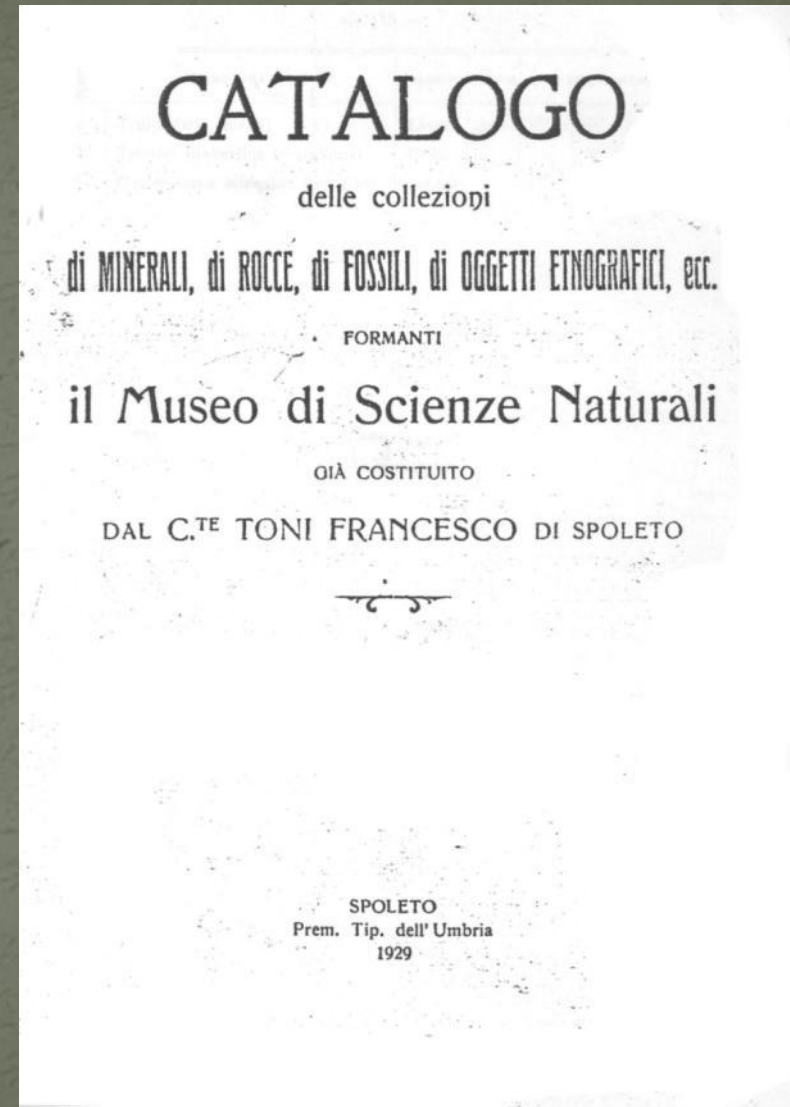 CATALOGO
delle collezioni
di MINERALI, di ROCCE, di FOSSILI, di OGGETTI ETNOGRAFICI, ecc.
FORMANTI
il Museo di Scienze Naturali
GIÀ COSTITUITO
DAL C.TE TONI FRANCESCO DI SPOLETO
SPOLETO
Prem. Tip. dell' Umbria
1929